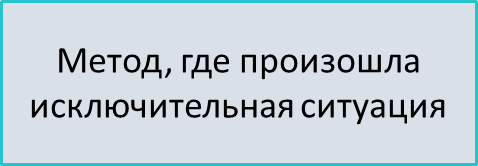 Метод, где произошла
исключительная ситуация